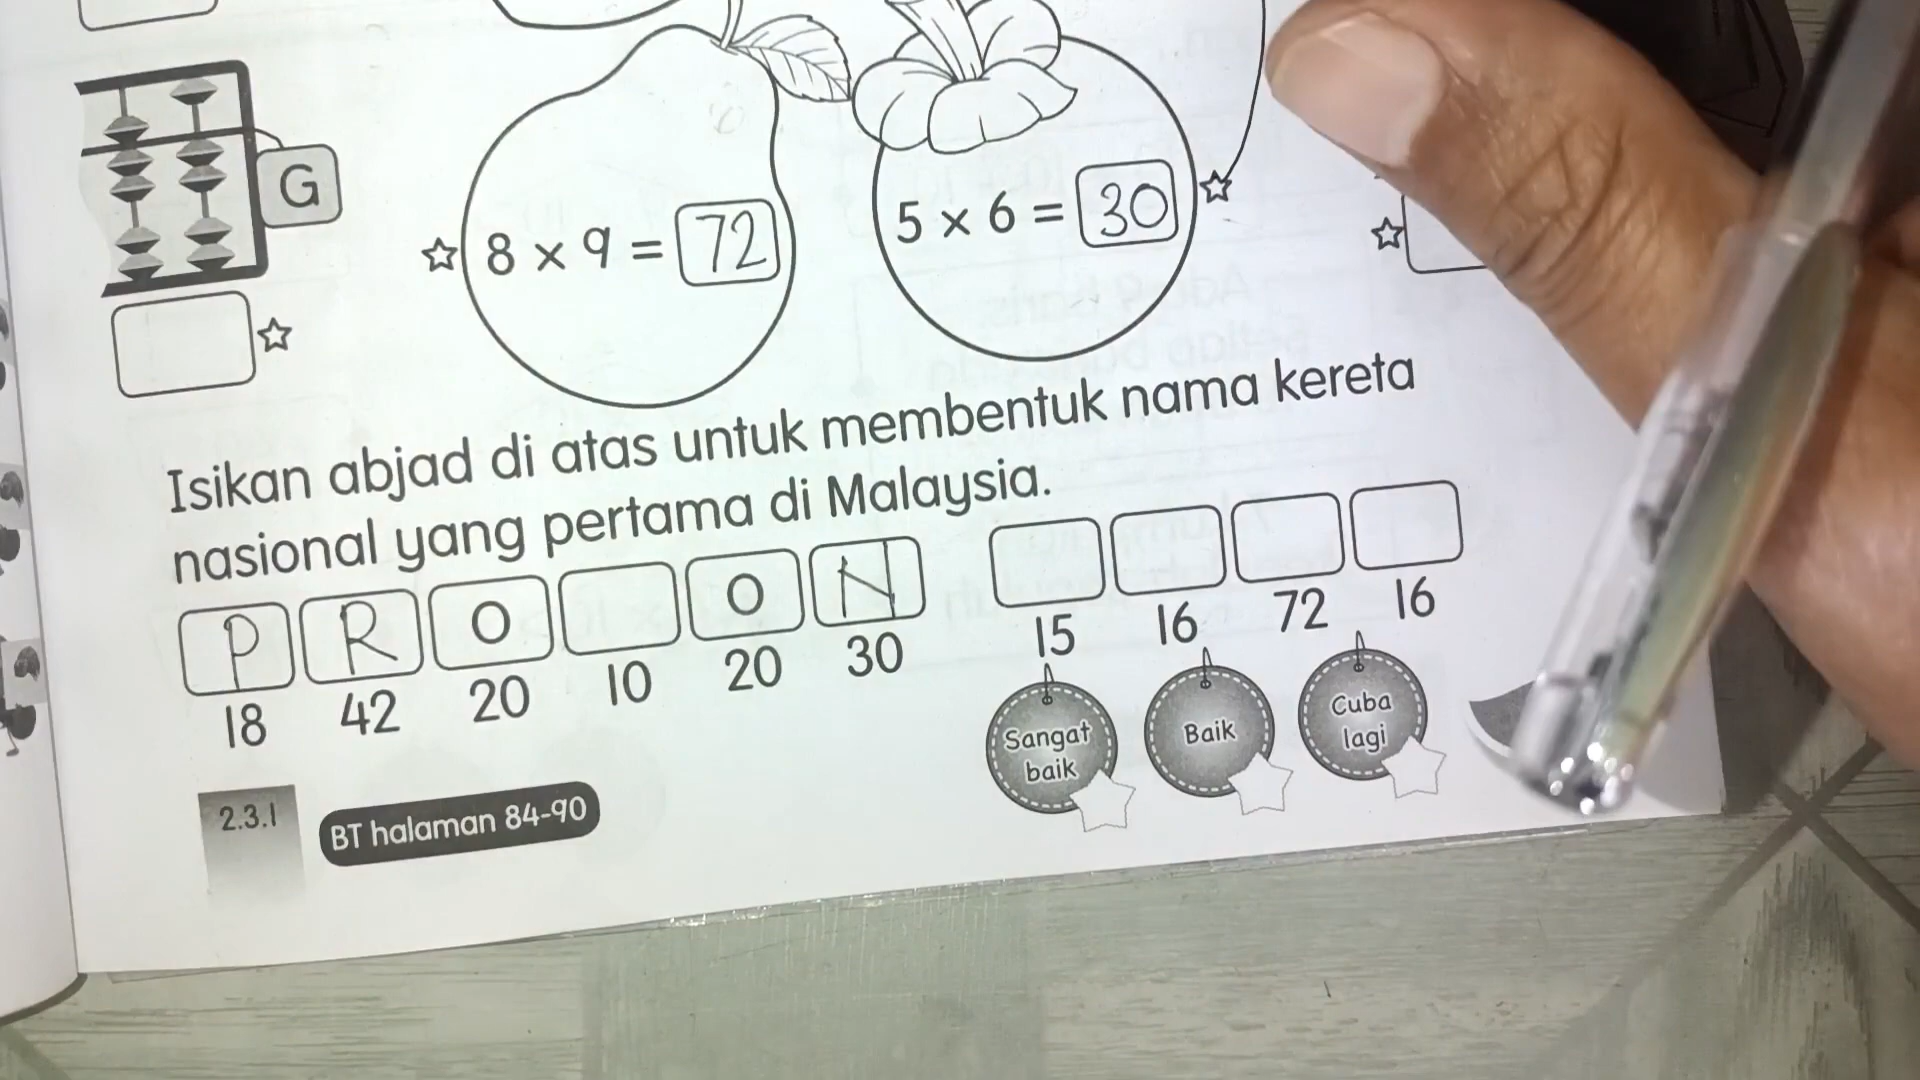 G
8 × 9 = 72
5 × 6 = 30
Isikan abjad di atas untuk membentuk nama kereta
nasional yang pertama di Malaysia.
P R O O N
18 42 20 10 20 30 15 16 72 16
Sangat
baik
Baik
Cuba
lagi
2.3.1
BT halaman 84-90